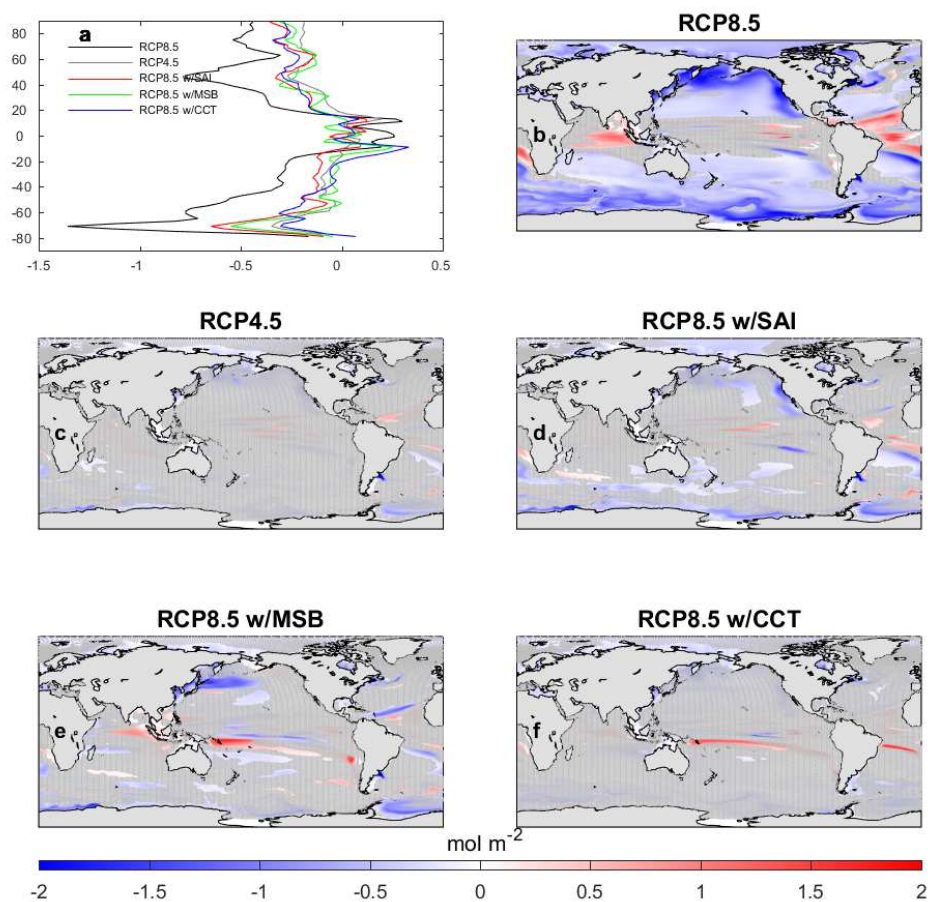 a
RCP8.5
RCP4.5
RCP8.5 w/SAI
RCP8.5 w/MSB
RCP8.5 w/CCT
80
60
40
20
0
-20
-40
-60
-80
-1.5 -1 -0.5 0 0.5
RCP8.5
b
RCP4.5
c
RCP8.5 w/SAI
d
RCP8.5 w/MSB
e
RCP8.5 w/CCT
f
mol m-2
-2 -1.5 -1 -0.5 0 0.5 1 1.5 2